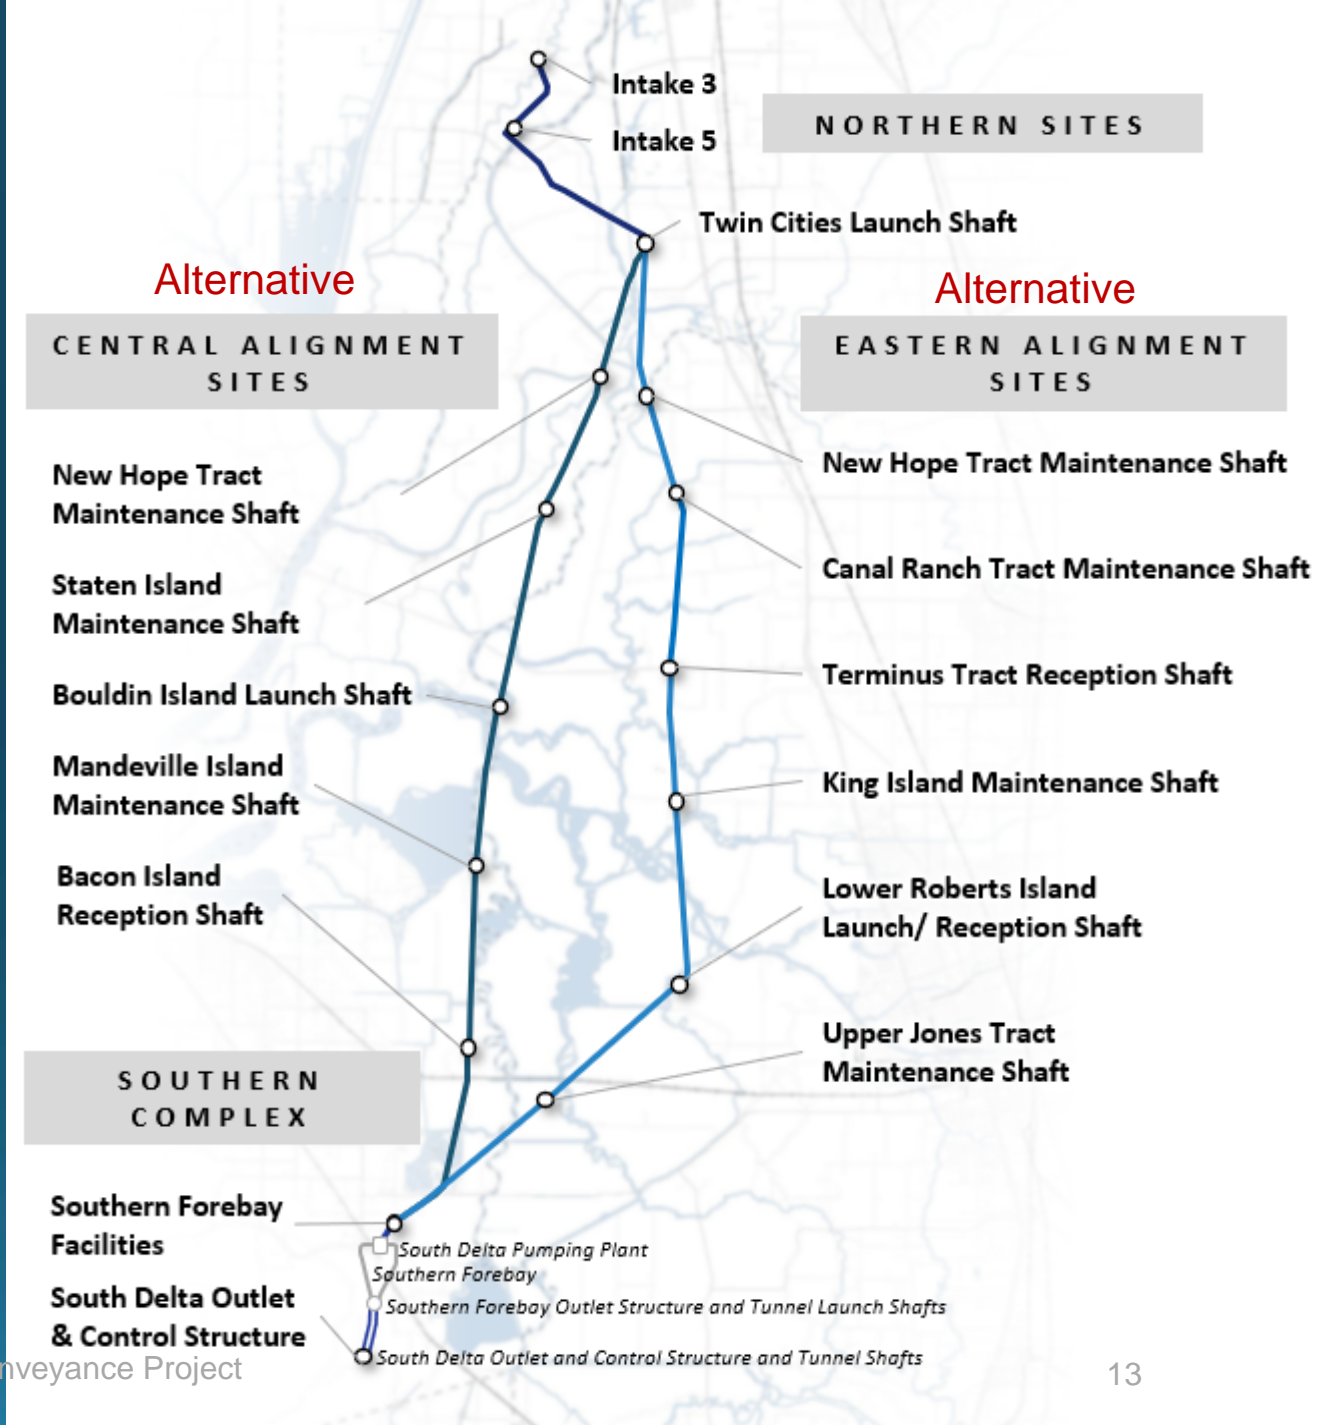 Intake 3
Intake 5
NORTHERN SITES
Twin Cities Launch Shaft
Alternative
CENTRAL ALIGNMENT
SITES
New Hope Tract
Maintenance Shaft
Staten Island
Maintenance Shaft
Bouldin Island Launch Shaft
Mandeville Island
Maintenance Shaft
Bacon Island
Reception Shaft
Alternative
EASTERN ALIGNMENT
SITES
New Hope Tract Maintenance Shaft
Canal Ranch Tract Maintenance Shaft
Terminus Tract Reception Shaft
King Island Maintenance Shaft
Lower Roberts Island
Launch/ Reception Shaft
Upper Jones Tract
Maintenance Shaft
SOUTHERN
COMPLEX
Southern Forebay
Facilities
South Delta Outlet
& Control Structure
South Delta Pumping Plant
Southern Forebay
Southern Forebay Outlet Structure and Tunnel Launch Shafts
South Delta Outlet and Control Structure and Tunnel Shafts
nveyance Project
13